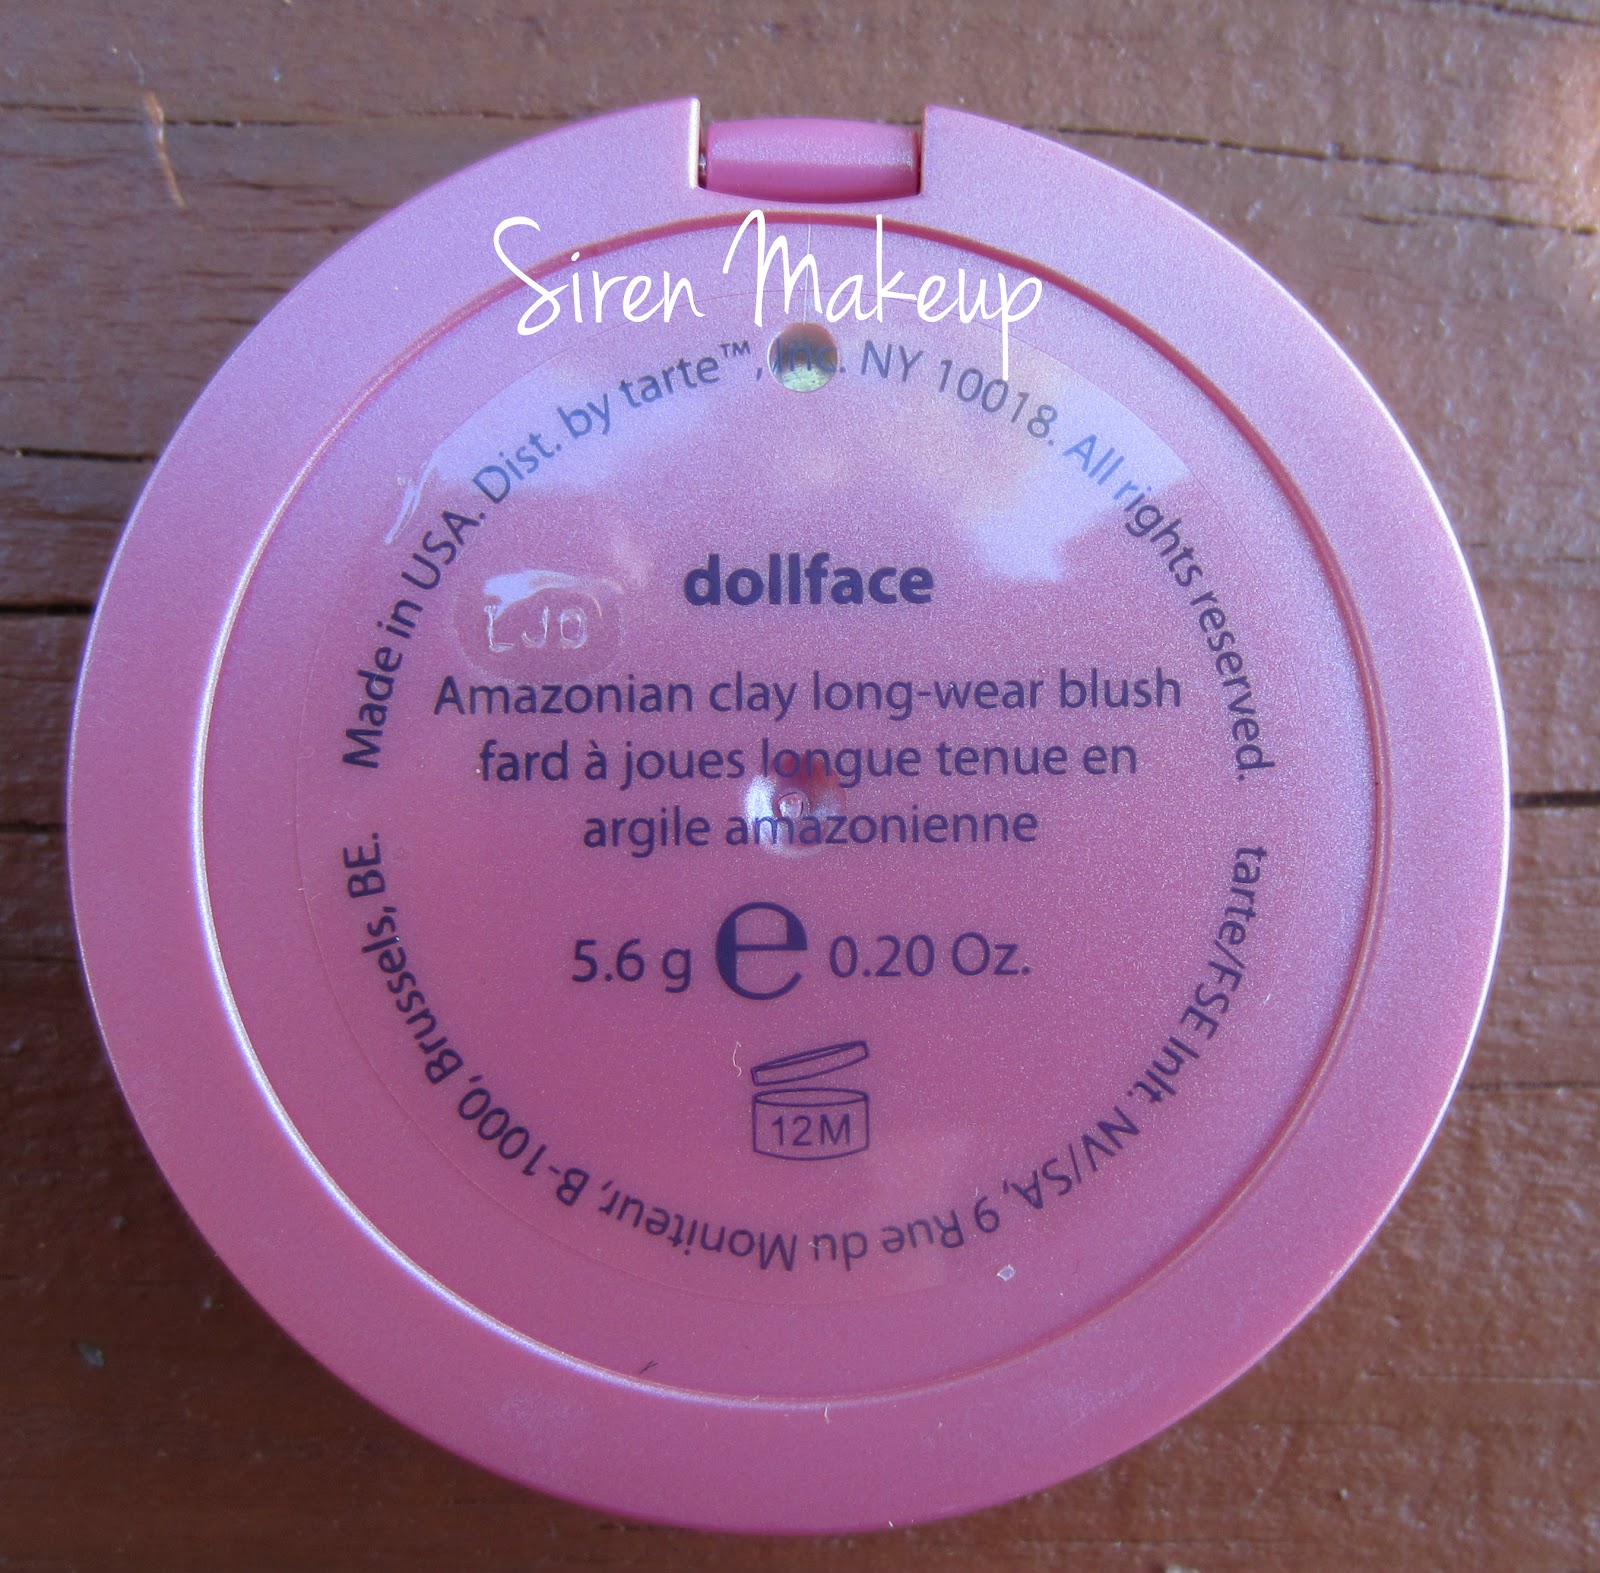 Siren Makeup
Made in USA. Dist. by tarte™, Inc. NY 10018. All rights reserved.
dollface
LJ0
Amazonian clay long-wear blush
fard à joues longue tenue en
argile amazonienne
5.6 g e 0.20 Oz.
12M
tarte/FSE Inlt. NV/SA, 9 Rue du Moniteur, B-1000, Brussels, BE.